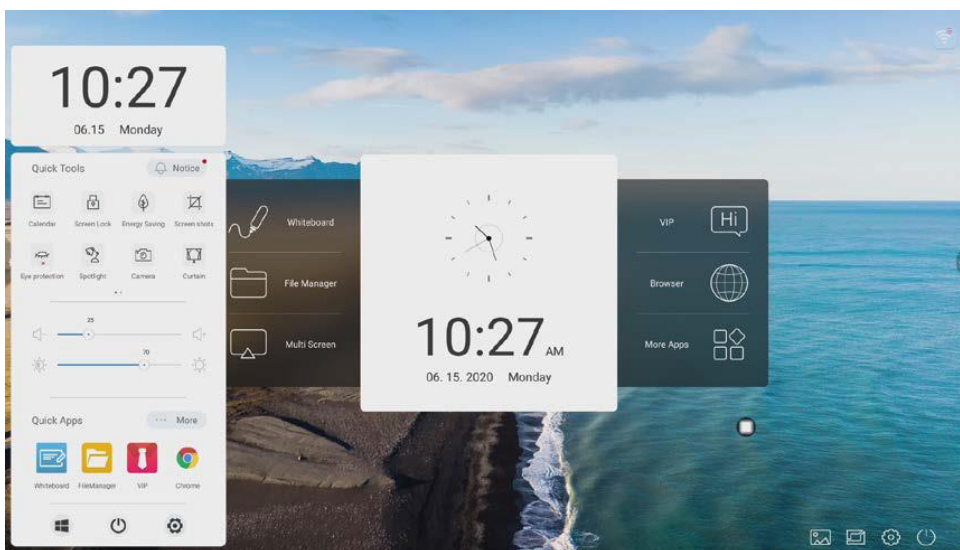 10:27
06.15 Monday
Quick Tools
Notice
Calendar Screen Lock Energy Saving Screen shots
Eye protection Spotlight Camera Curtain
25
70
Quick Apps
··· More
Whiteboard FileManager VIP Chrome
Whiteboard
File Manager
Multi Screen
10:27 AM
06. 15. 2020 Monday
VIP
Hi
Browser
More Apps